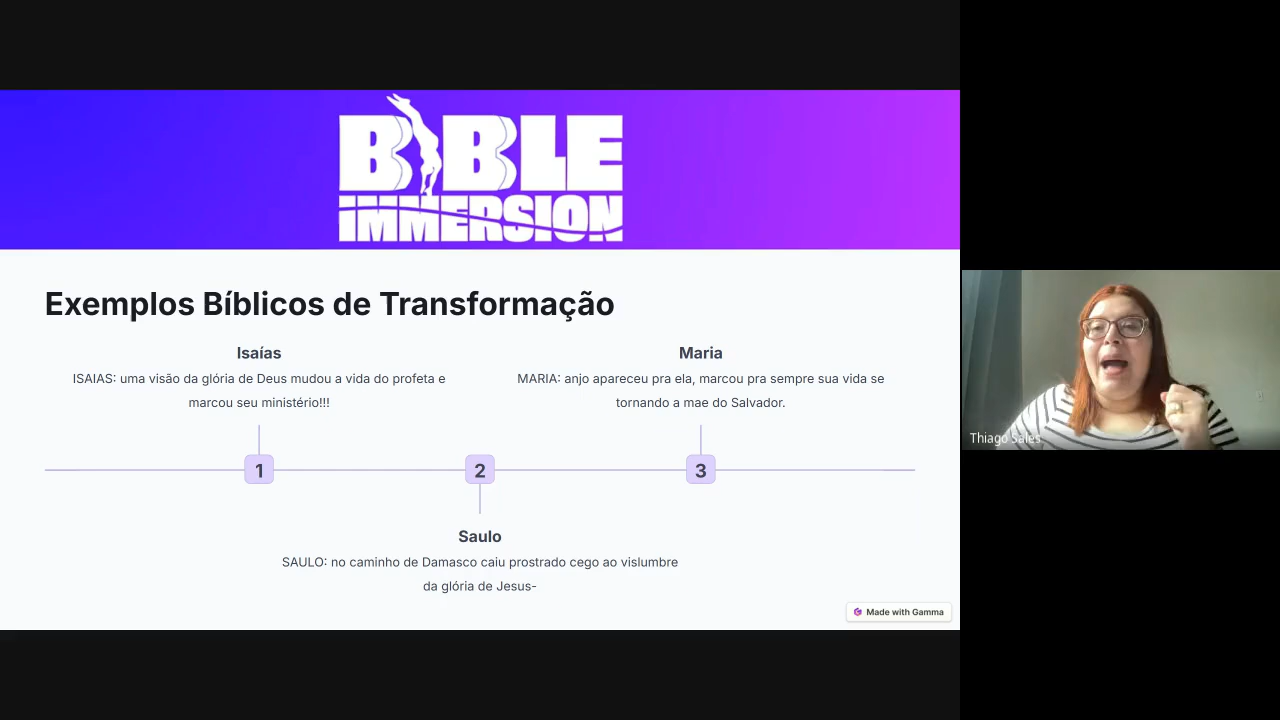 BIBLE
IMMERSION
Exemplos Bíblicos de Transformação
Isaías
ISAIAS: uma visão da glória de Deus mudou a vida do profeta e
marcou seu ministério!!!
Maria
MARIA: anjo apareceu pra ela, marcou pra sempre sua vida se
tornando a mae do Salvador.
1
2
3
Saulo
SAULO: no caminho de Damasco caiu prostrado cego ao vislumbre
da glória de Jesus-
Made with Gamma
Thiago Sales